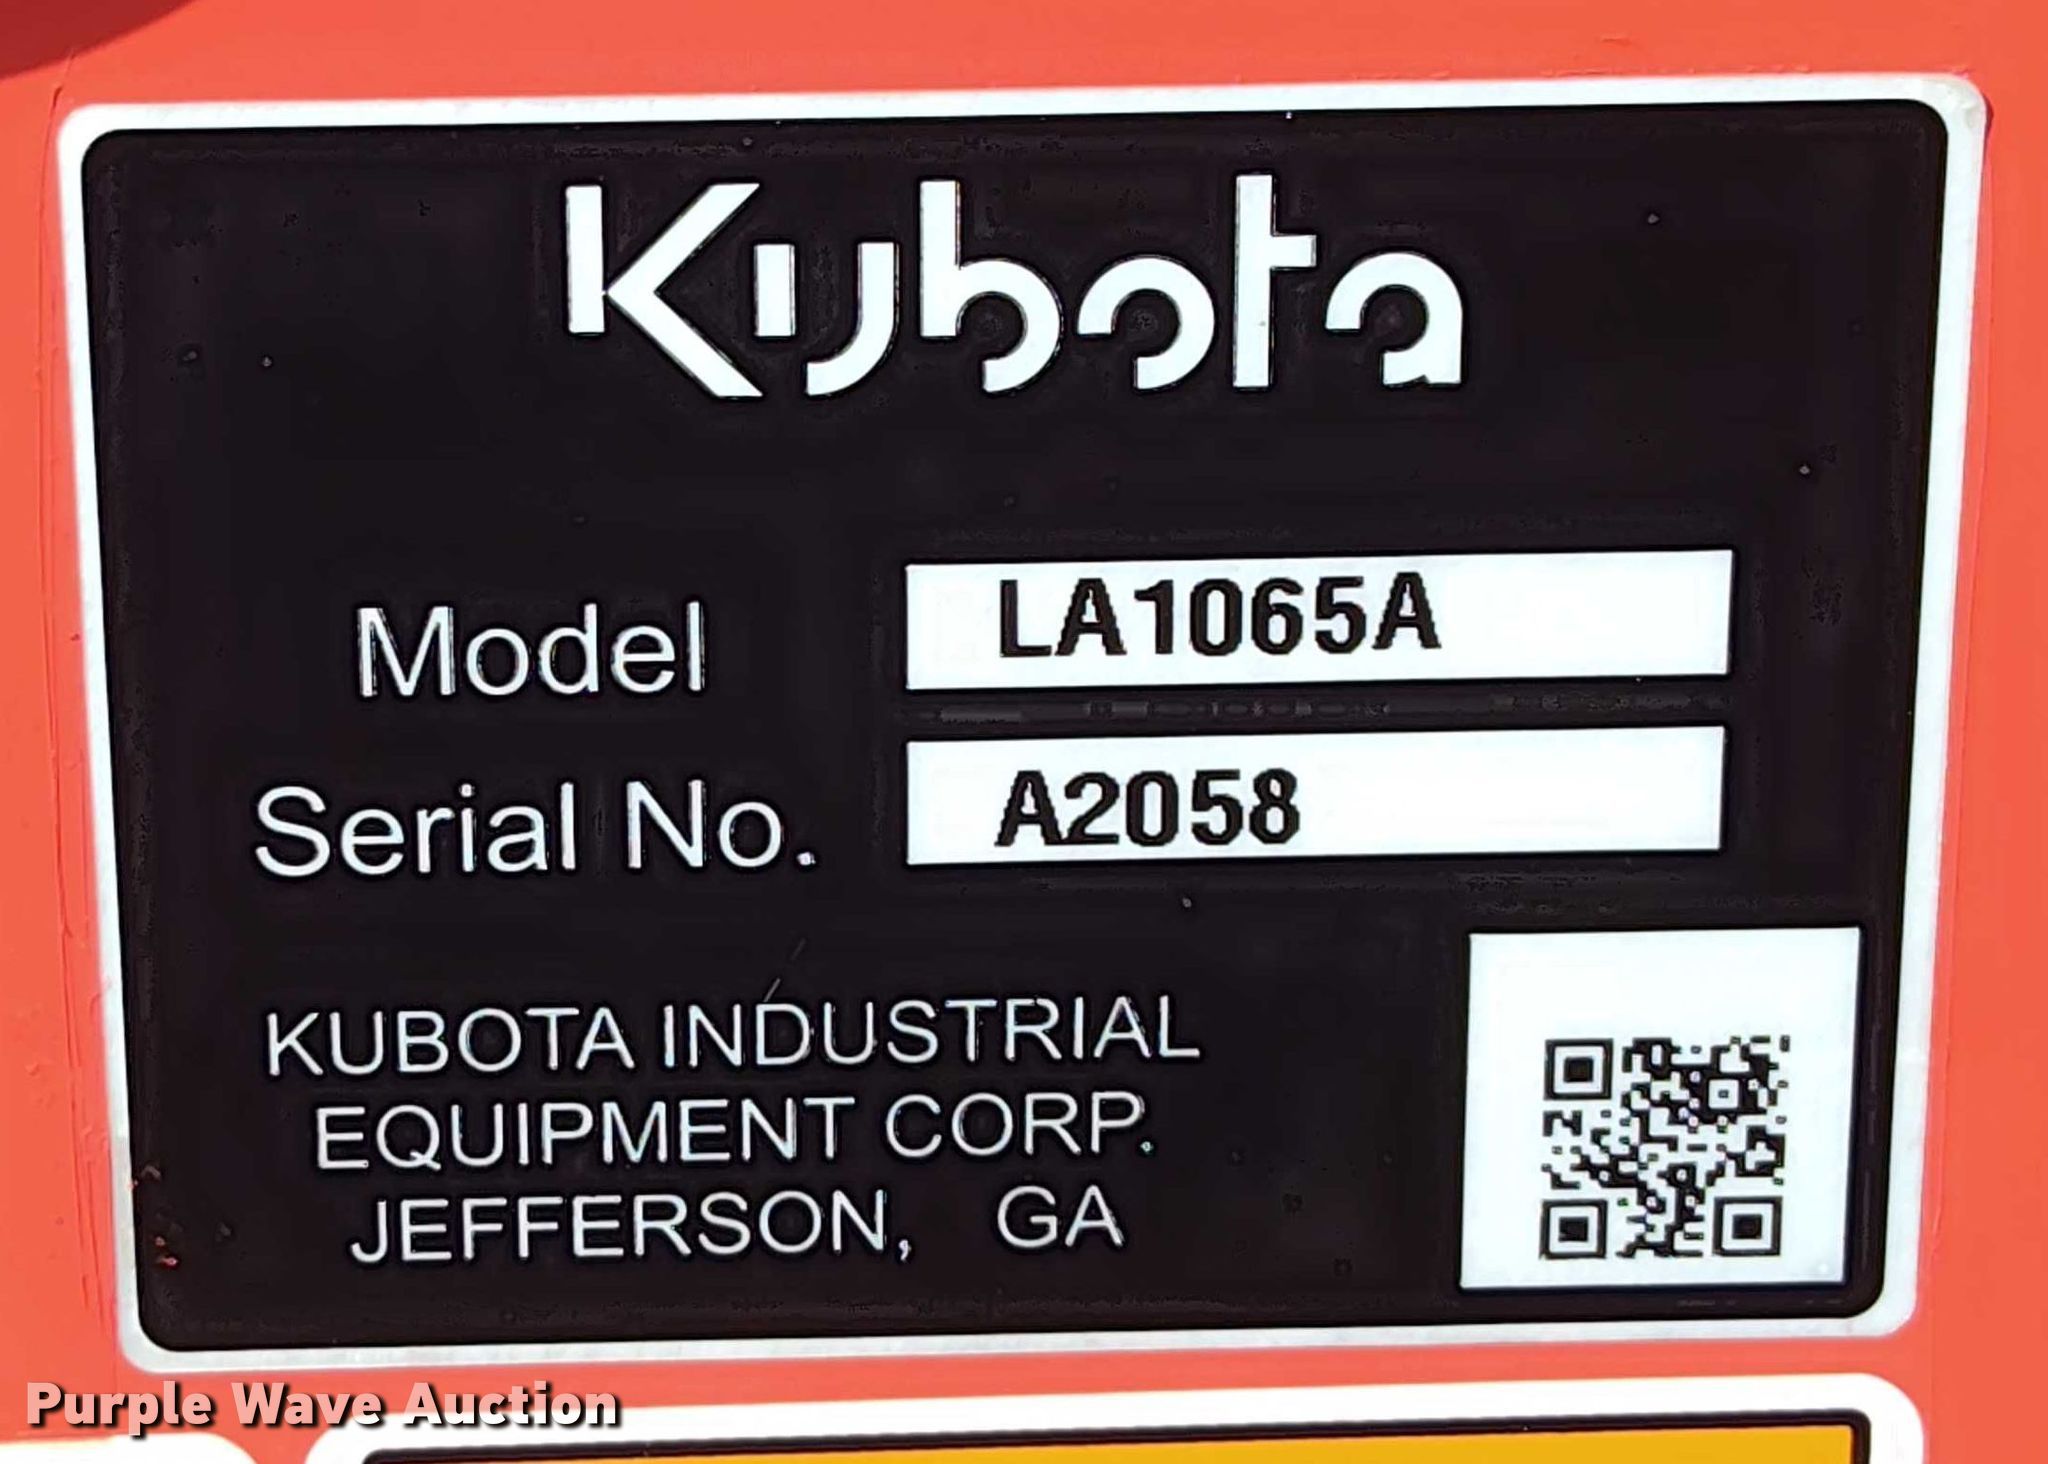 Kubota
Model LA1065A
Serial No. A2058
KUBOTA INDUSTRIAL
EQUIPMENT CORP.
JEFFERSON, GA
Purple Wave Auction